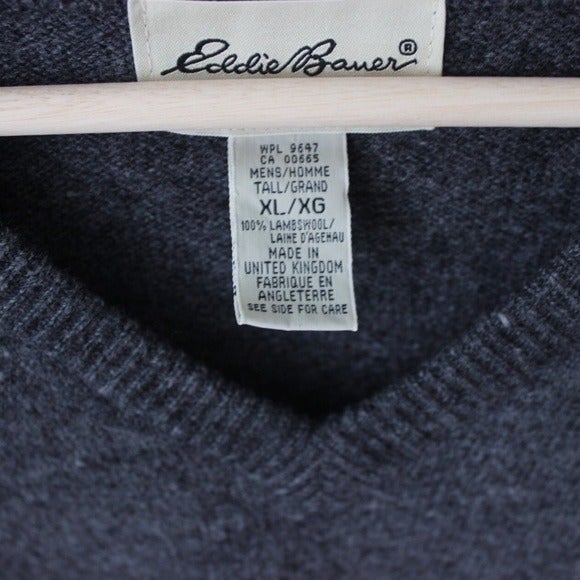 Eddie Bauer®
WPL 9647
CA 00665
MENS/HOMME
TALL/GRAND
XL/XG
100% LAMBSWOOL/
LAINE D'AGENAU
MADE IN
UNITED KINGDOM
FABRIQUE EN
ANGLETERRE
SEE SIDE FOR CARE